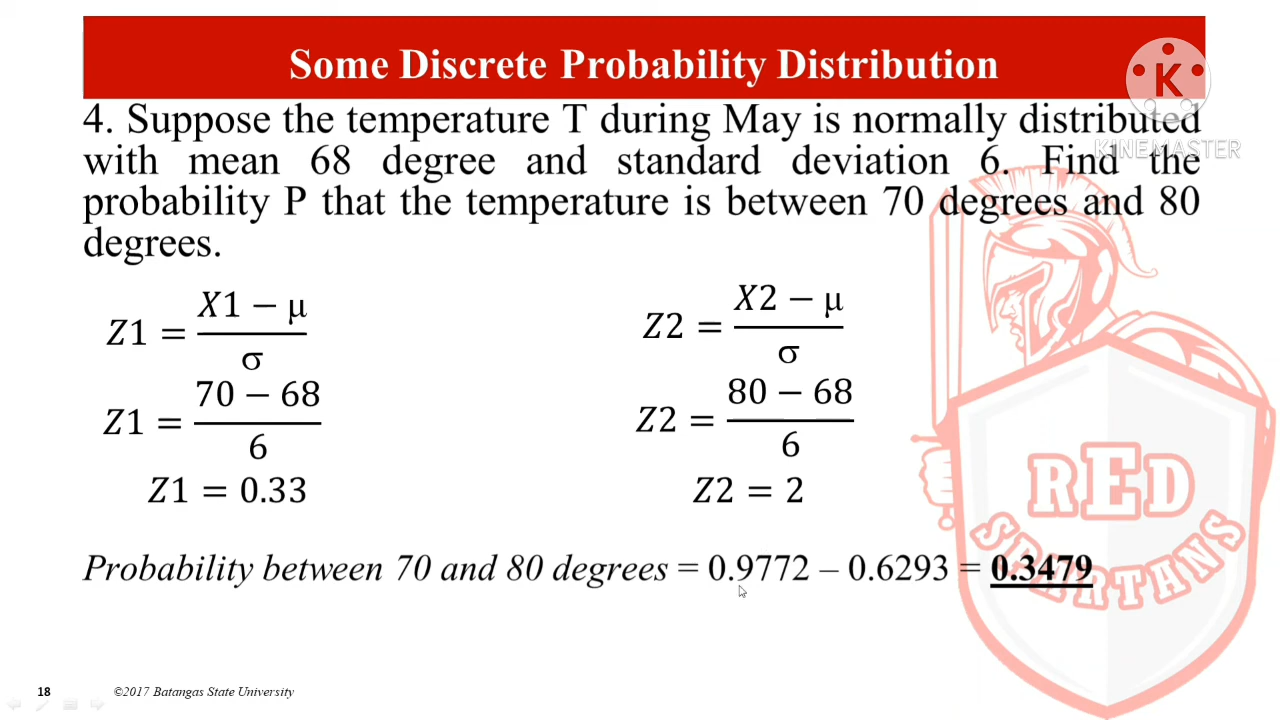 Some Discrete Probability Distribution
K
KINEMASTER
4. Suppose the temperature T during May is normally distributed
with mean 68 degree and standard deviation 6. Find the
probability P that the temperature is between 70 degrees and 80
degrees.
Z1 = (X1 − μ)/σ
Z2 = (X2 − μ)/σ
Z1 = (70 − 68)/6
Z2 = (80 − 68)/6
Z1 = 0.33
Z2 = 2
RED
SPARTANS
Probability between 70 and 80 degrees = 0.9772 – 0.6293 = 0.3479
18 ©2017 Batangas State University